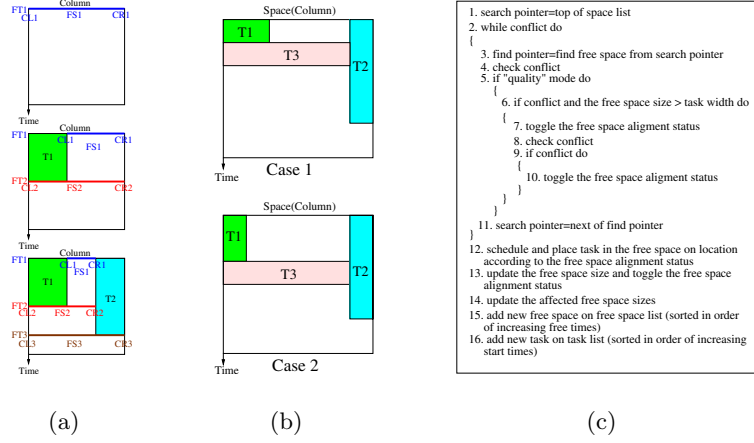 FT1
Column
CL1
FS1
CR1
Time
Column
FT1
CL1
CR1
FS1
T1
FT2
CL2
FS2
CR2
Time
Column
FT1
CL1
CR1
FS1
T1
T2
FT2
CL2
FS2
CR2
FT3
CL3
FS3
CR3
Time
(a)
Space(Column)
T1
T3
T2
Time
Case 1
Space(Column)
T1
T3
T2
Time
Case 2
(b)
1. search pointer=top of space list
2. while conflict do
{
3. find pointer=find free space from search pointer
4. check conflict
5. if "quality" mode do
{
6. if conflict and the free space size > task width do
{
7. toggle the free space aligment status
8. check conflict
9. if conflict do
{
10. toggle the free space aligment status
}
}
}
11. search pointer=next of find pointer
}
12. schedule and place task in the free space on location
according to the free space alignment status
13. update the free space size and toggle the free space
alignment status
14. update the affected free space sizes
15. add new free space on free space list (sorted in order
of increasing free times)
16. add new task on task list (sorted in order of increasing
start times)
(c)